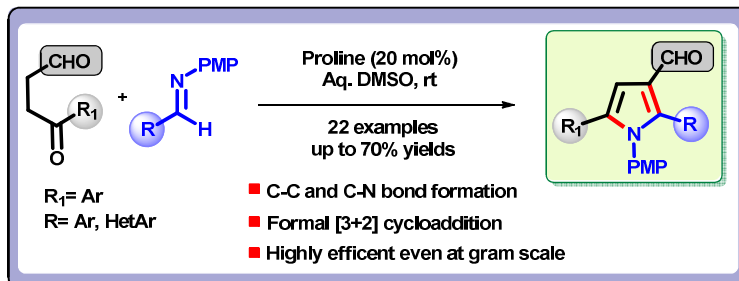 CHO
R1
O
+
N-PMP
R
H
Proline (20 mol%)
Aq. DMSO, rt
22 examples
up to 70% yields
CHO
R1
N
R
PMP
R1= Ar
R= Ar, HetAr
C-C and C-N bond formation
Formal [3+2] cycloaddition
Highly efficent even at gram scale